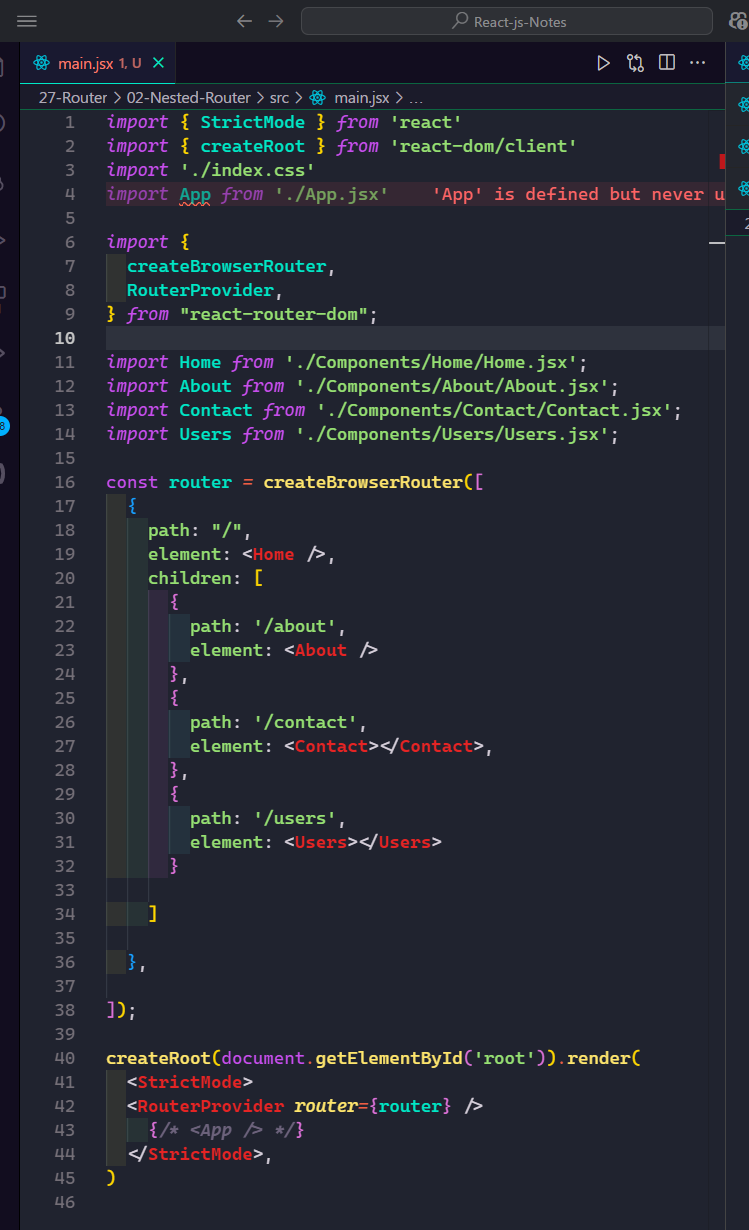 React-js-Notes
main.jsx 1, U
27-Router > 02-Nested-Router > src > main.jsx > ...
1 import { StrictMode } from 'react'
2 import { createRoot } from 'react-dom/client'
3 import './index.css'
4 import App from './App.jsx' 'App' is defined but never u
5
6 import {
7 createBrowserRouter,
8 RouterProvider,
9 } from "react-router-dom";
10
11 import Home from './Components/Home/Home.jsx';
12 import About from './Components/About/About.jsx';
13 import Contact from './Components/Contact/Contact.jsx';
14 import Users from './Components/Users/Users.jsx';
15
16 const router = createBrowserRouter([
17 {
18 path: "/",
19 element: <Home />,
20 children: [
21 {
22 path: '/about',
23 element: <About />
24 },
25 {
26 path: '/contact',
27 element: <Contact></Contact>,
28 },
29 {
30 path: '/users',
31 element: <Users></Users>
32 }
33
34 ]
35
36 },
37
38 ]);
39
40 createRoot(document.getElementById('root')).render(
41 <StrictMode>
42 <RouterProvider router={router} />
43 {/* <App /> */}
44 </StrictMode>,
45 )
46